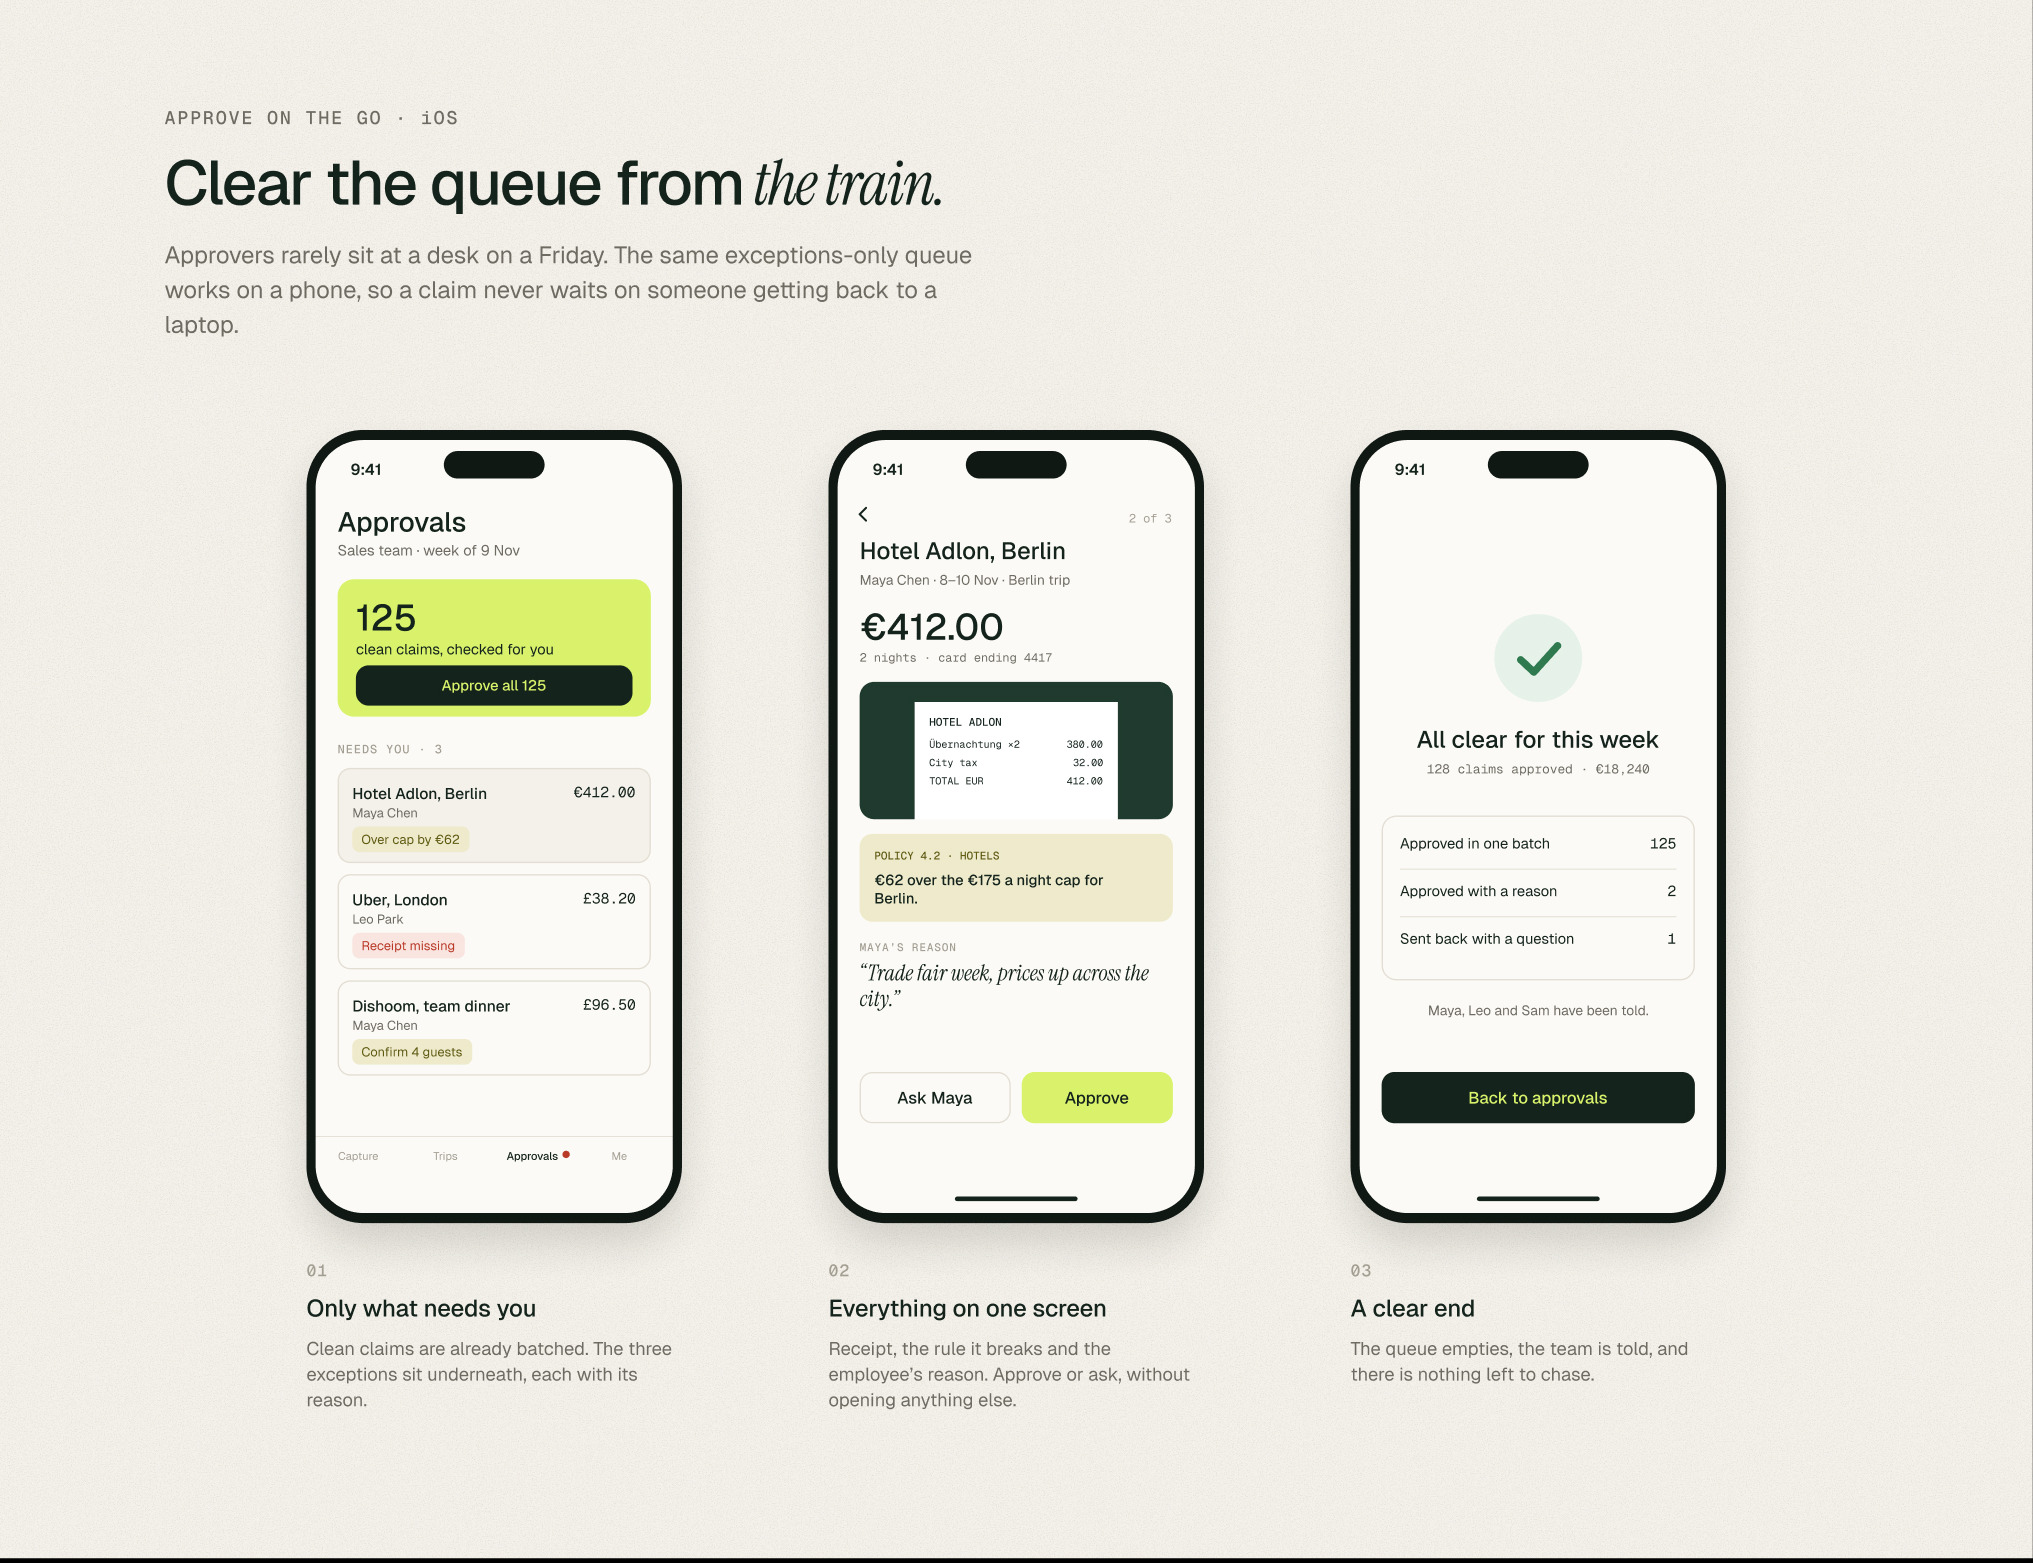 APPROVE ON THE GO · iOS
Clear the queue from the train.
Approvers rarely sit at a desk on a Friday. The same exceptions-only queue
works on a phone, so a claim never waits on someone getting back to a
laptop.
9:41
Approvals
Sales team · week of 9 Nov
125
clean claims, checked for you
Approve all 125
NEEDS YOU · 3
Hotel Adlon, Berlin €412.00
Maya Chen
Over cap by €62
Uber, London £38.20
Leo Park
Receipt missing
Dishoom, team dinner £96.50
Maya Chen
Confirm 4 guests
Capture Trips Approvals Me
01
Only what needs you
Clean claims are already batched. The three
exceptions sit underneath, each with its
reason.
9:41
2 of 3
Hotel Adlon, Berlin
Maya Chen · 8–10 Nov · Berlin trip
€412.00
2 nights · card ending 4417
HOTEL ADLON
Übernachtung ×2 380.00
City tax 32.00
TOTAL EUR 412.00
POLICY 4.2 · HOTELS
€62 over the €175 a night cap for
Berlin.
MAYA'S REASON
“Trade fair week, prices up across the
city.”
Ask Maya Approve
02
Everything on one screen
Receipt, the rule it breaks and the
employee’s reason. Approve or ask, without
opening anything else.
9:41
All clear for this week
128 claims approved · €18,240
Approved in one batch 125
Approved with a reason 2
Sent back with a question 1
Maya, Leo and Sam have been told.
Back to approvals
03
A clear end
The queue empties, the team is told, and
there is nothing left to chase.